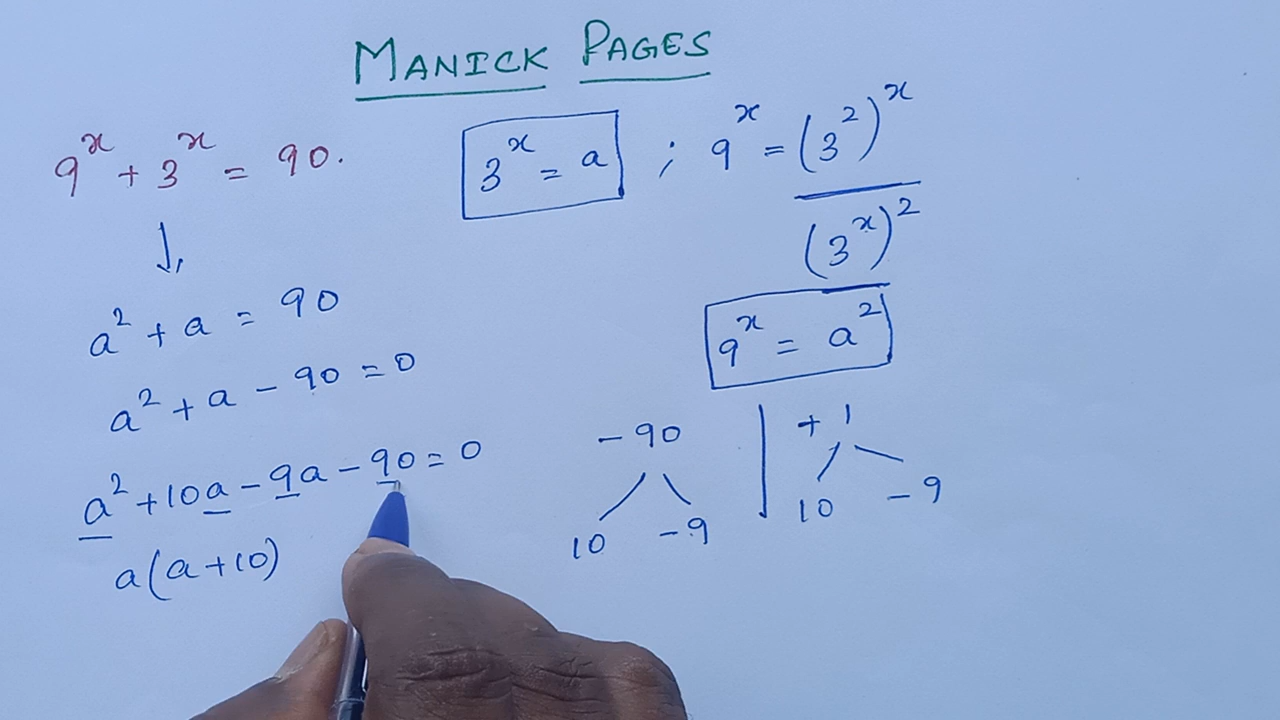 MANICK PAGES
9^x + 3^x = 90.
3^x = a ; 9^x = (3^2)^x
(3^x)^2
9^x = a^2
a^2 + a = 90
a^2 + a - 90 = 0
a^2 + 10a - 9a - 90 = 0
a(a+10)
-90 | +1
10 -9 10 -9